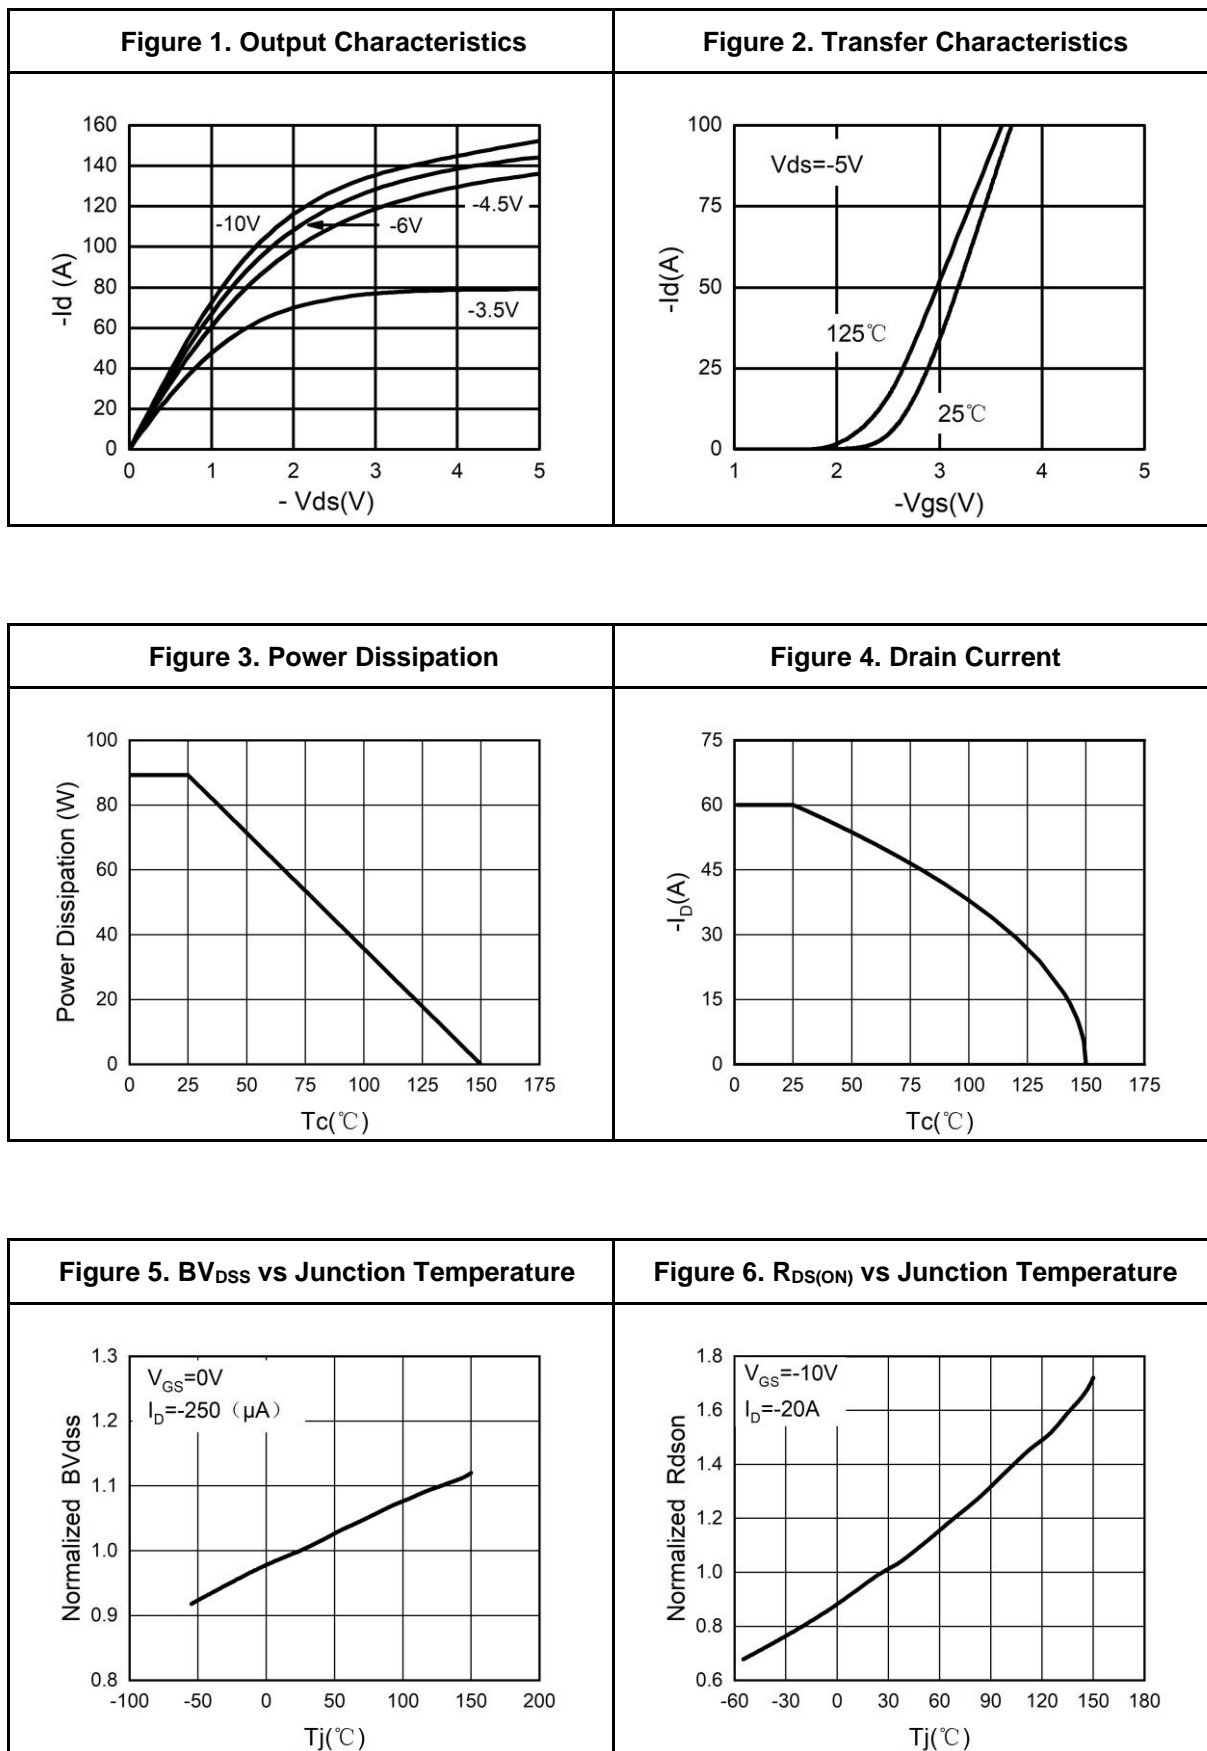 Figure 1. Output Characteristics
Figure 2. Transfer Characteristics
160
140
120
100
80
60
40
20
0
-Id (A)
-10V
-6V
-4.5V
-3.5V
0 1 2 3 4 5
- Vds(V)
100
75
50
25
0
-Id(A)
Vds=-5V
125℃
25℃
1 2 3 4 5
-Vgs(V)
Figure 3. Power Dissipation
Figure 4. Drain Current
100
80
60
40
20
0
Power Dissipation (W)
0 25 50 75 100 125 150 175
Tc(℃)
75
60
45
30
15
0
-ID(A)
0 25 50 75 100 125 150 175
Tc(℃)
Figure 5. BVDSS vs Junction Temperature
Figure 6. RDS(ON) vs Junction Temperature
1.3
1.2
1.1
1.0
0.9
0.8
Normalized BVdss
VGS=0V
ID=-250（μA）
-100 -50 0 50 100 150 200
Tj(℃)
1.8
1.6
1.4
1.2
1.0
0.8
0.6
Normalized Rdson
VGS=-10V
ID=-20A
-60 -30 0 30 60 90 120 150 180
Tj(℃)